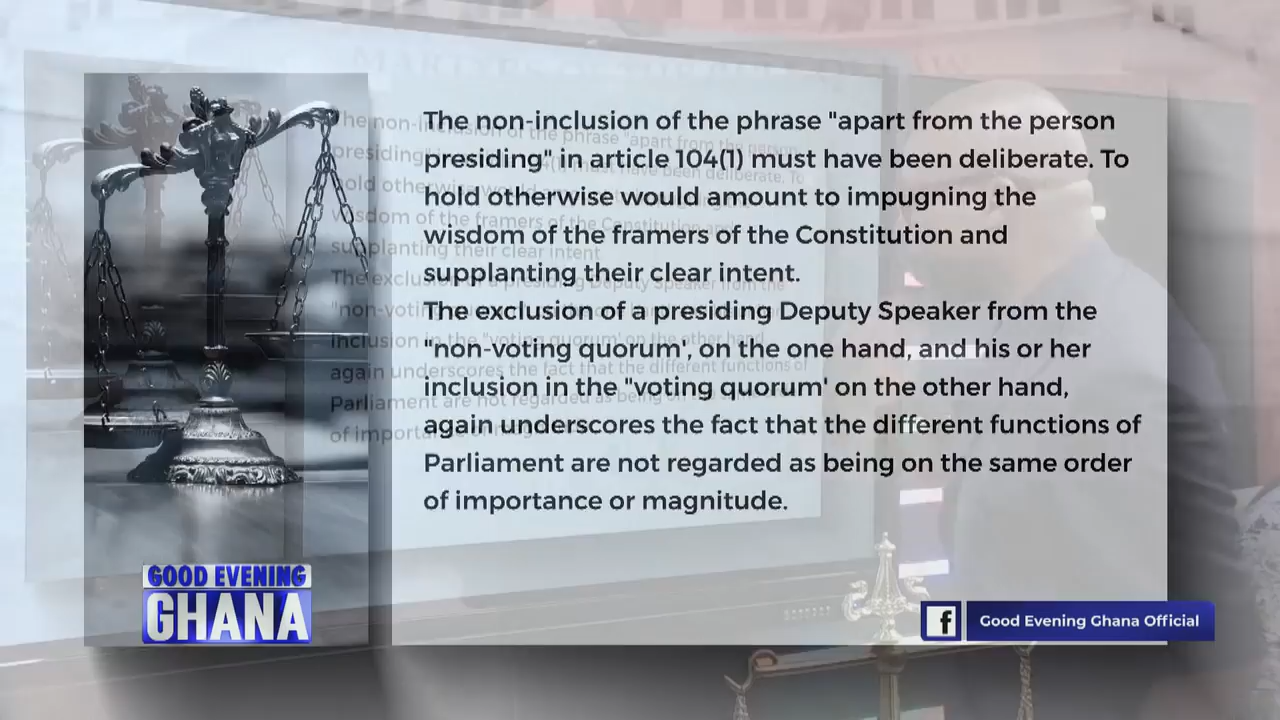 The non-inclusion of the phrase "apart from the person
presiding" in article 104(1) must have been deliberate. To
hold otherwise would amount to impugning the
wisdom of the framers of the Constitution and
supplanting their clear intent.
The exclusion of a presiding Deputy Speaker from the
"non-voting quorum', on the one hand, and his or her
inclusion in the "voting quorum' on the other hand,
again underscores the fact that the different functions of
Parliament are not regarded as being on the same order
of importance or magnitude.
GOOD EVENING
GHANA
f
Good Evening Ghana Official